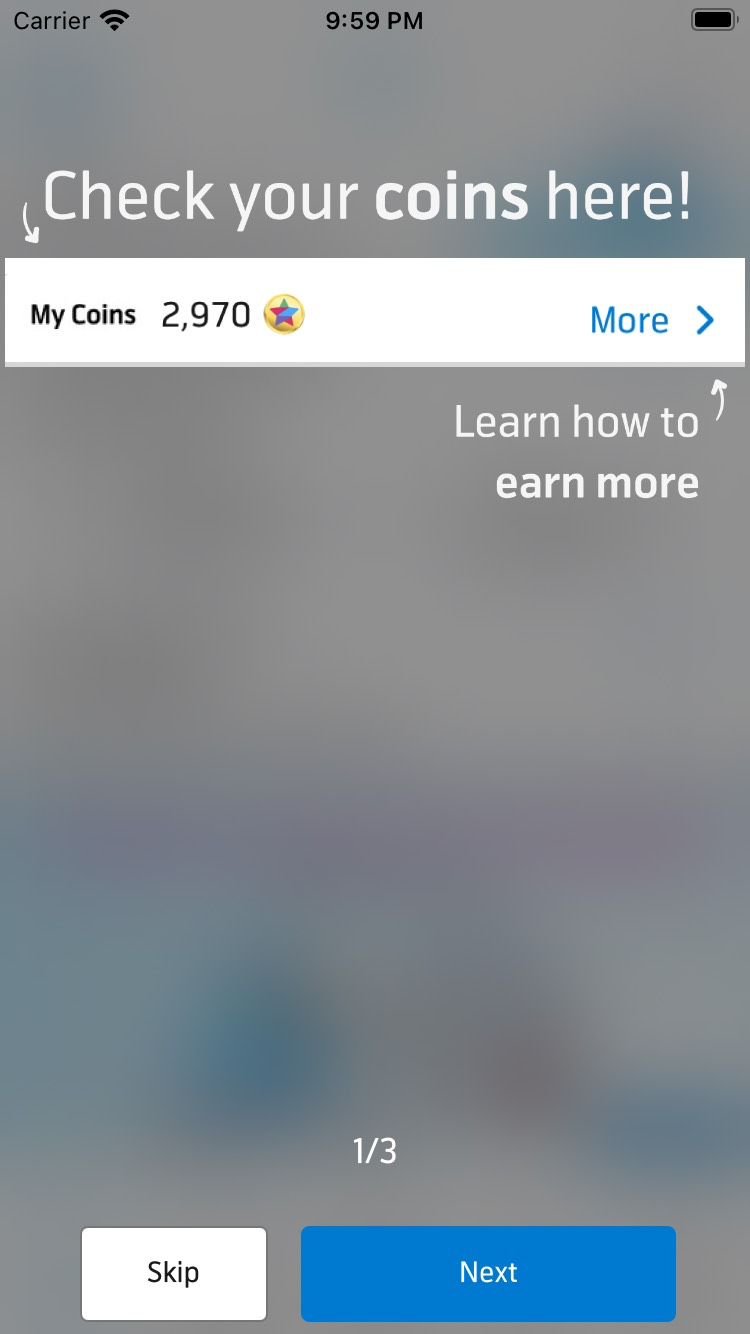 Carrier 9:59 PM
Check your coins here!
My Coins 2,970 More
Learn how to
earn more
1/3
Skip Next